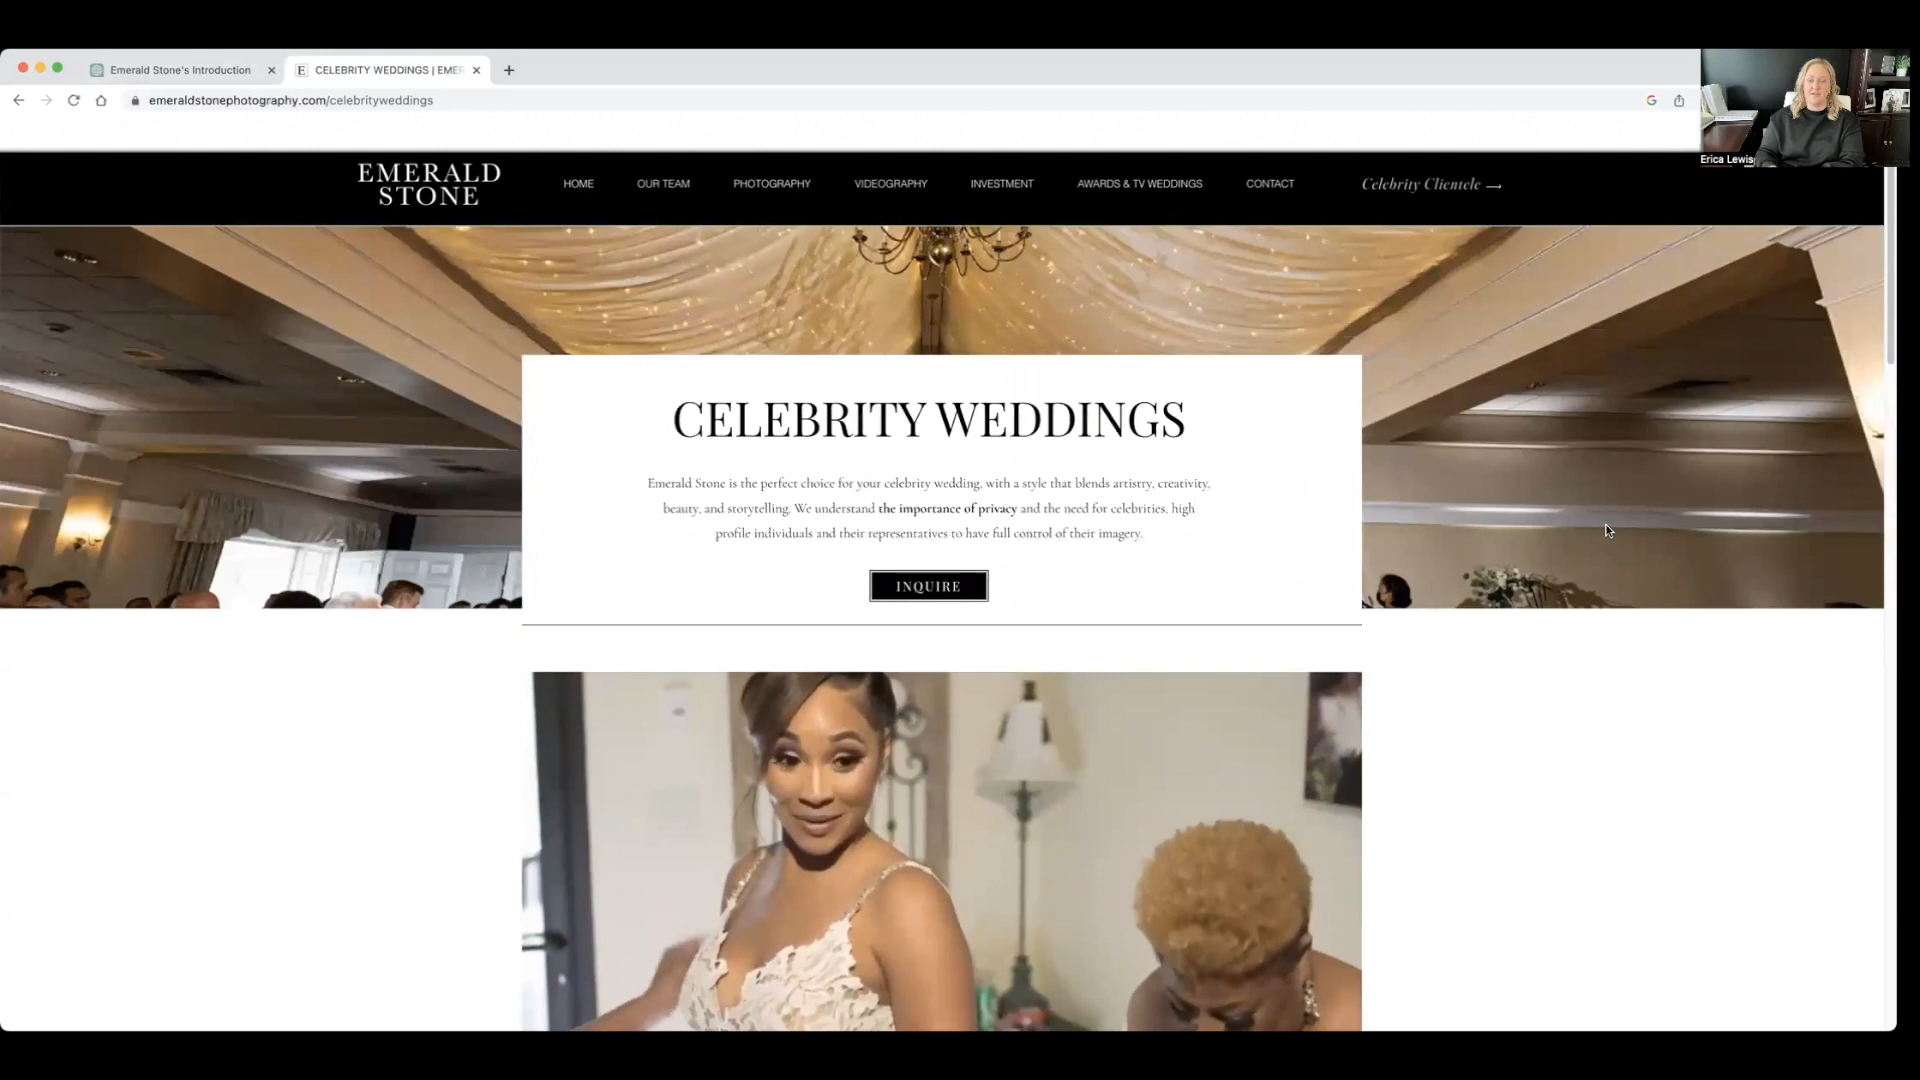 Emerald Stone's Introduction
E CELEBRITY WEDDINGS | EMER
emeraldstonephotography.com/celebrityweddings
Erica Lewis
EMERALD
STONE
HOME OUR TEAM PHOTOGRAPHY VIDEOGRAPHY INVESTMENT AWARDS & TV WEDDINGS CONTACT Celebrity Clientele
CELEBRITY WEDDINGS
Emerald Stone is the perfect choice for your celebrity wedding, with a style that blends artistry, creativity,
beauty, and storytelling. We understand the importance of privacy and the need for celebrities, high
profile individuals and their representatives to have full control of their imagery.
INQUIRE